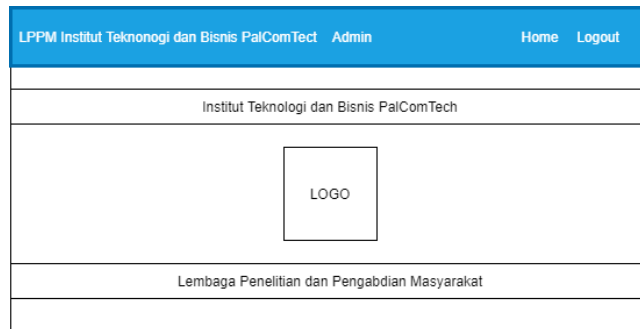 LPPM Institut Teknonogi dan Bisnis PalComTect Admin Home Logout
Institut Teknologi dan Bisnis PalComTech
LOGO
Lembaga Penelitian dan Pengabdian Masyarakat